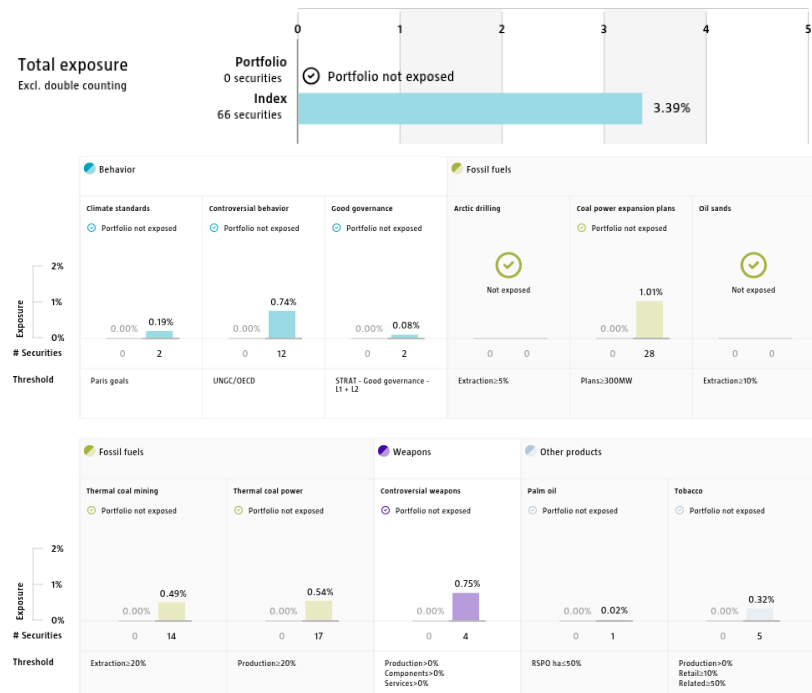 0 1 2 3 4 5
Total exposure
Excl. double counting
Portfolio
0 securities
Portfolio not exposed
Index
66 securities
3.39%
Behavior
Fossil fuels
Climate standards
Controversial behavior
Good governance
Arctic drilling
Coal power expansion plans
Oil sands
Portfolio not exposed
Portfolio not exposed
Portfolio not exposed
Not exposed
Portfolio not exposed
Not exposed
Exposure
2%
1%
0%
0.00% 0.19%
0.00% 0.74%
0.00% 0.08%
0.00% 1.01%
# Securities 0 2 0 12 0 2 0 0 0 28 0 0
Threshold
Paris goals
UNGC/OECD
STRAT - Good governance -
L1 + L2
Extraction≥5%
Plans≥300MW
Extraction≥10%
Fossil fuels
Weapons
Other products
Thermal coal mining
Thermal coal power
Controversial weapons
Palm oil
Tobacco
Portfolio not exposed
Portfolio not exposed
Portfolio not exposed
Portfolio not exposed
Portfolio not exposed
Exposure
2%
1%
0%
0.00% 0.49%
0.00% 0.54%
0.00% 0.75%
0.00% 0.02%
0.00% 0.32%
# Securities 0 14 0 17 0 4 0 1 0 5
Threshold
Extraction≥20%
Production≥20%
Production>0%
Components>0%
Services>0%
RSPO ha≤50%
Production>0%
Retail≥10%
Related≥50%